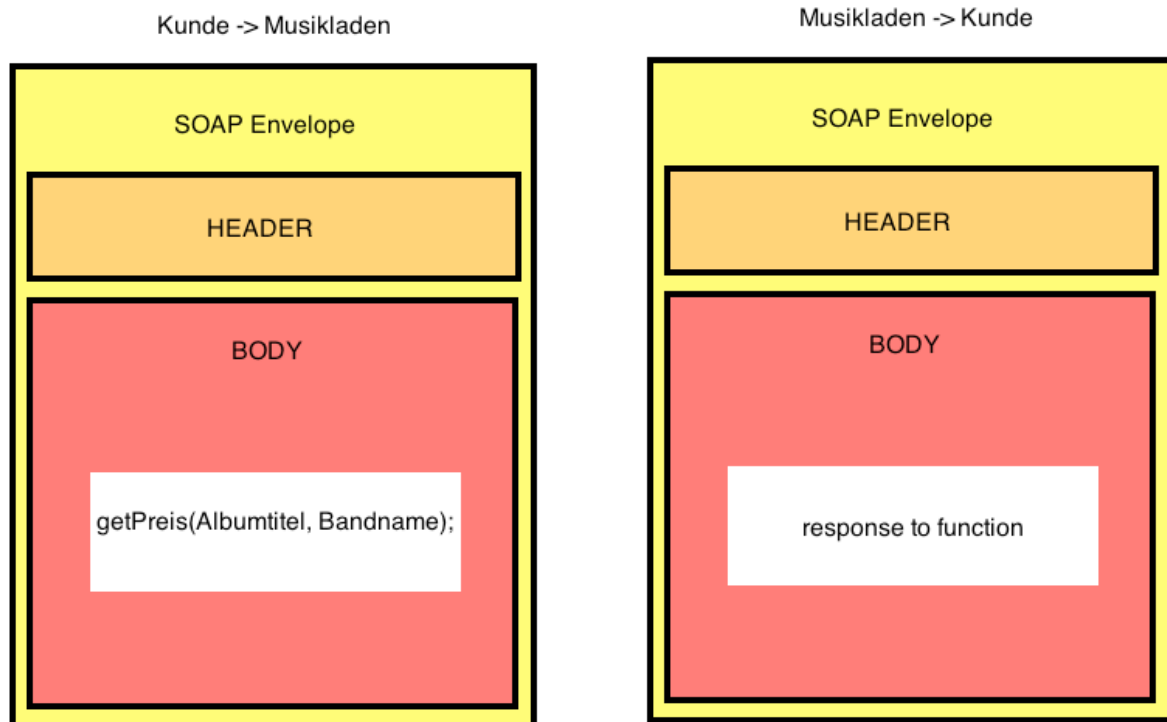 Kunde -> Musikladen
SOAP Envelope
HEADER
BODY
getPreis(Albumtitel, Bandname);
Musikladen -> Kunde
SOAP Envelope
HEADER
BODY
response to function